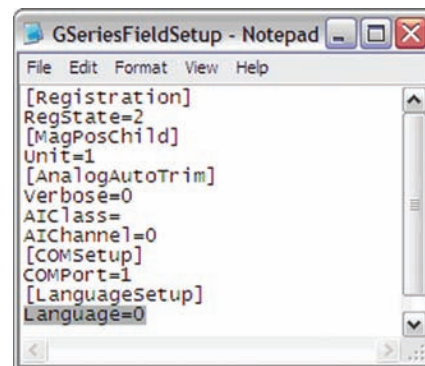 GSeriesFieldSetup - Notepad
File Edit Format View Help
[Registration]
RegState=2
[MagPosChild]
Unit=1
[AnalogAutoTrim]
Verbose=0
AIClass=
AIChannel=0
[COMSetup]
COMPort=1
[LanguageSetup]
Language=0